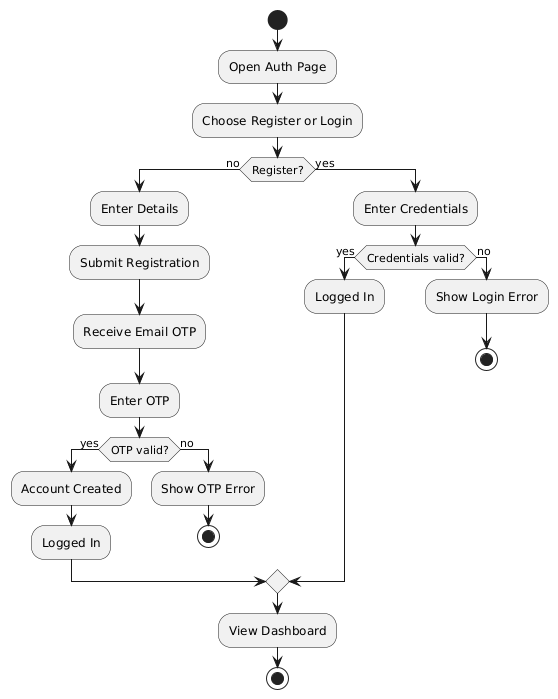 Open Auth Page
Choose Register or Login
no
Register?
yes
Enter Details
Submit Registration
Receive Email OTP
Enter OTP
yes
OTP valid?
no
Account Created
Show OTP Error
Logged In
Enter Credentials
yes
Credentials valid?
no
Logged In
Show Login Error
View Dashboard